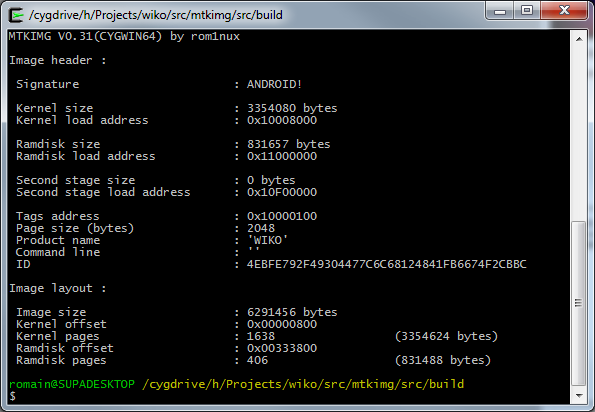 /cygdrive/h/Projects/wiko/src/mtkimg/src/build
MTKIMG V0.31(CYGWIN64) by rom1nux
Image header :
Signature : ANDROID!
Kernel size : 3354080 bytes
Kernel load address : 0x10008000
Ramdisk size : 831657 bytes
Ramdisk load address : 0x11000000
Second stage size : 0 bytes
Second stage load address : 0x10F00000
Tags address : 0x10000100
Page size (bytes) : 2048
Product name : 'WIKO'
Command line : ''
ID : 4EBFE792F49304477C6C68124841FB6674F2CBBC
Image layout :
Image size : 6291456 bytes
Kernel offset : 0x00000800
Kernel pages : 1638 (3354624 bytes)
Ramdisk offset : 0x00333800
Ramdisk pages : 406 (831488 bytes)
romain@SUPADESKTOP /cygdrive/h/Projects/wiko/src/mtkimg/src/build
$